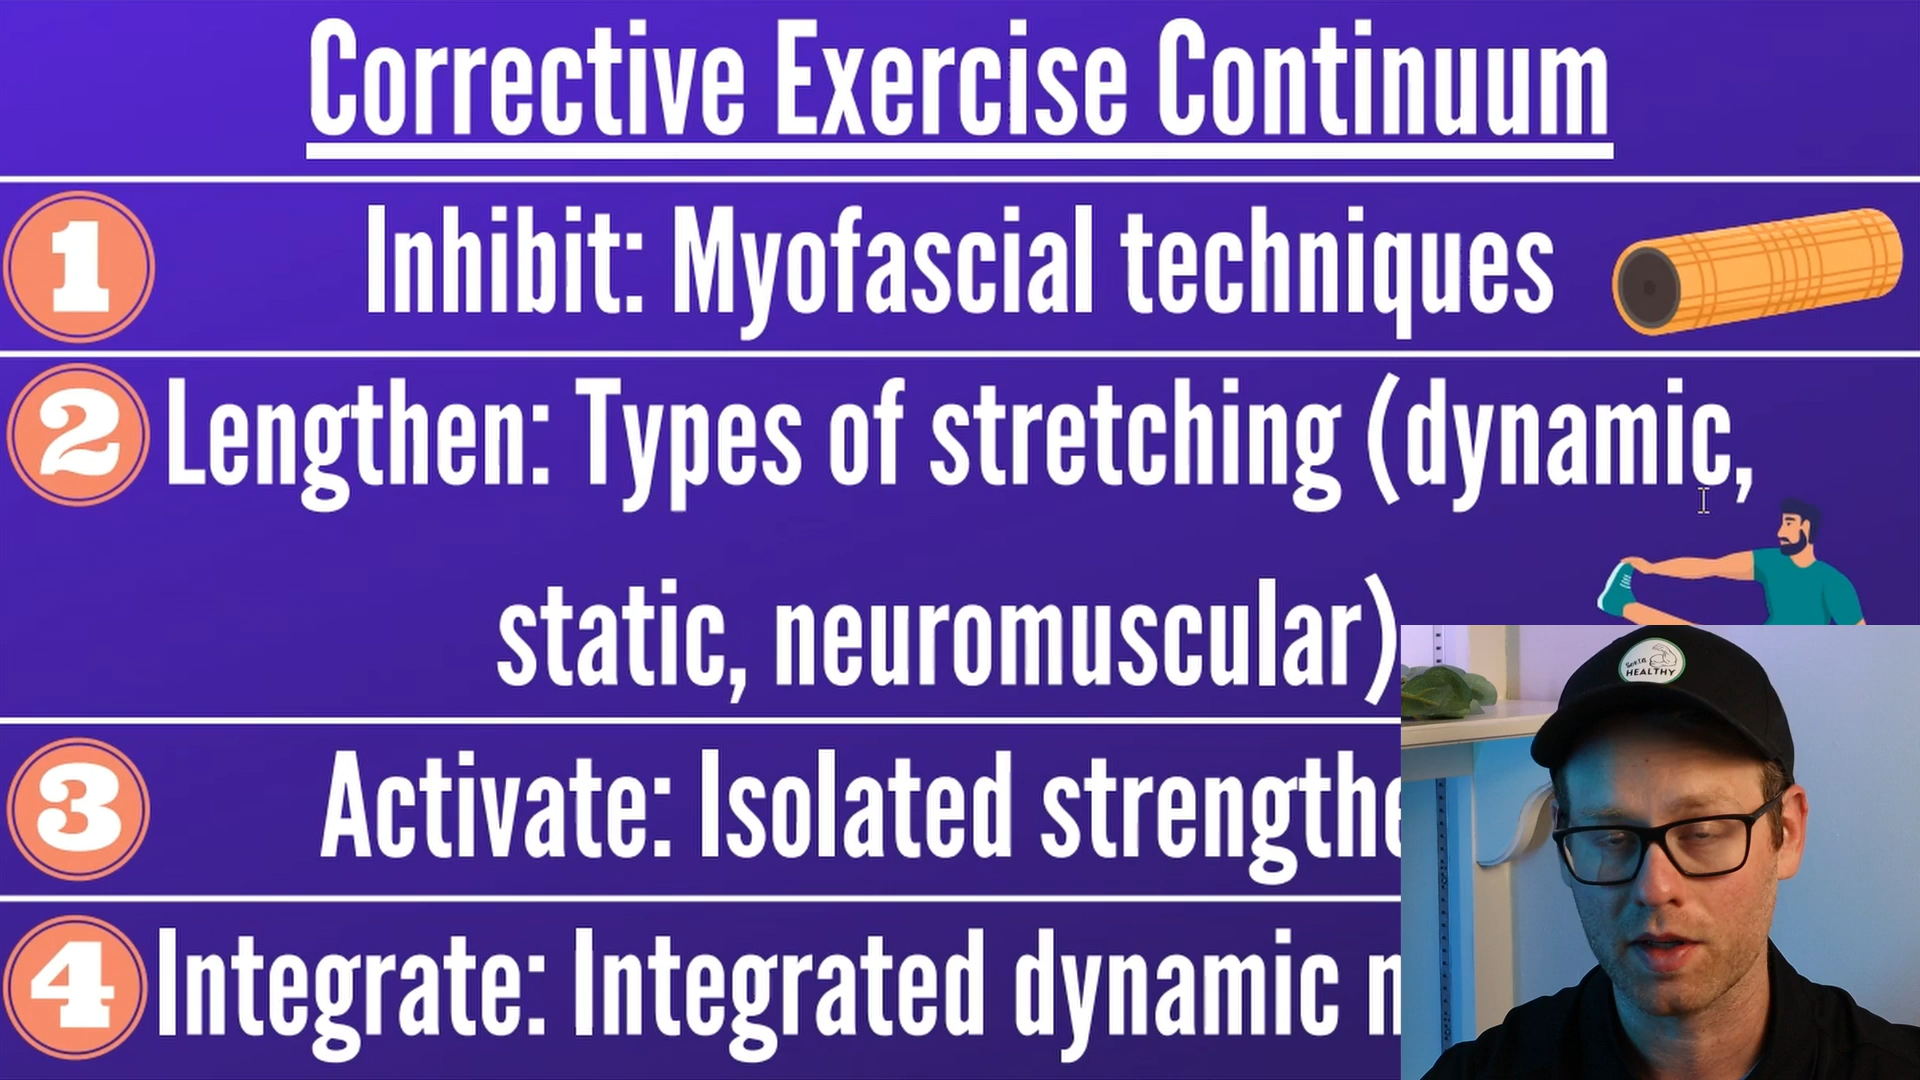 Corrective Exercise Continuum
1
Inhibit: Myofascial techniques
2
Lengthen: Types of stretching (dynamic,
static, neuromuscular)
3
Activate: Isolated
4
Integrate: Integrated dynamic
HEALTHY